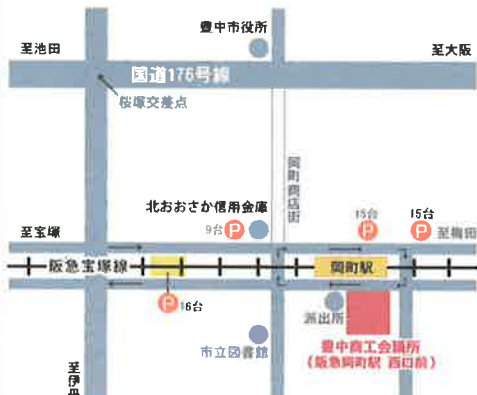 豊中市役所
至池田
至大阪
国道176号線
桜塚交差点
岡町商店街
北おおさか信用金庫
9台 P
15台
P
15台
P
至宝塚
至梅田
阪急宝塚線
岡町駅
P 16台
派出所
市立図書館
豊中商工会議所
(阪急岡町駅 西口前)
至伊丹